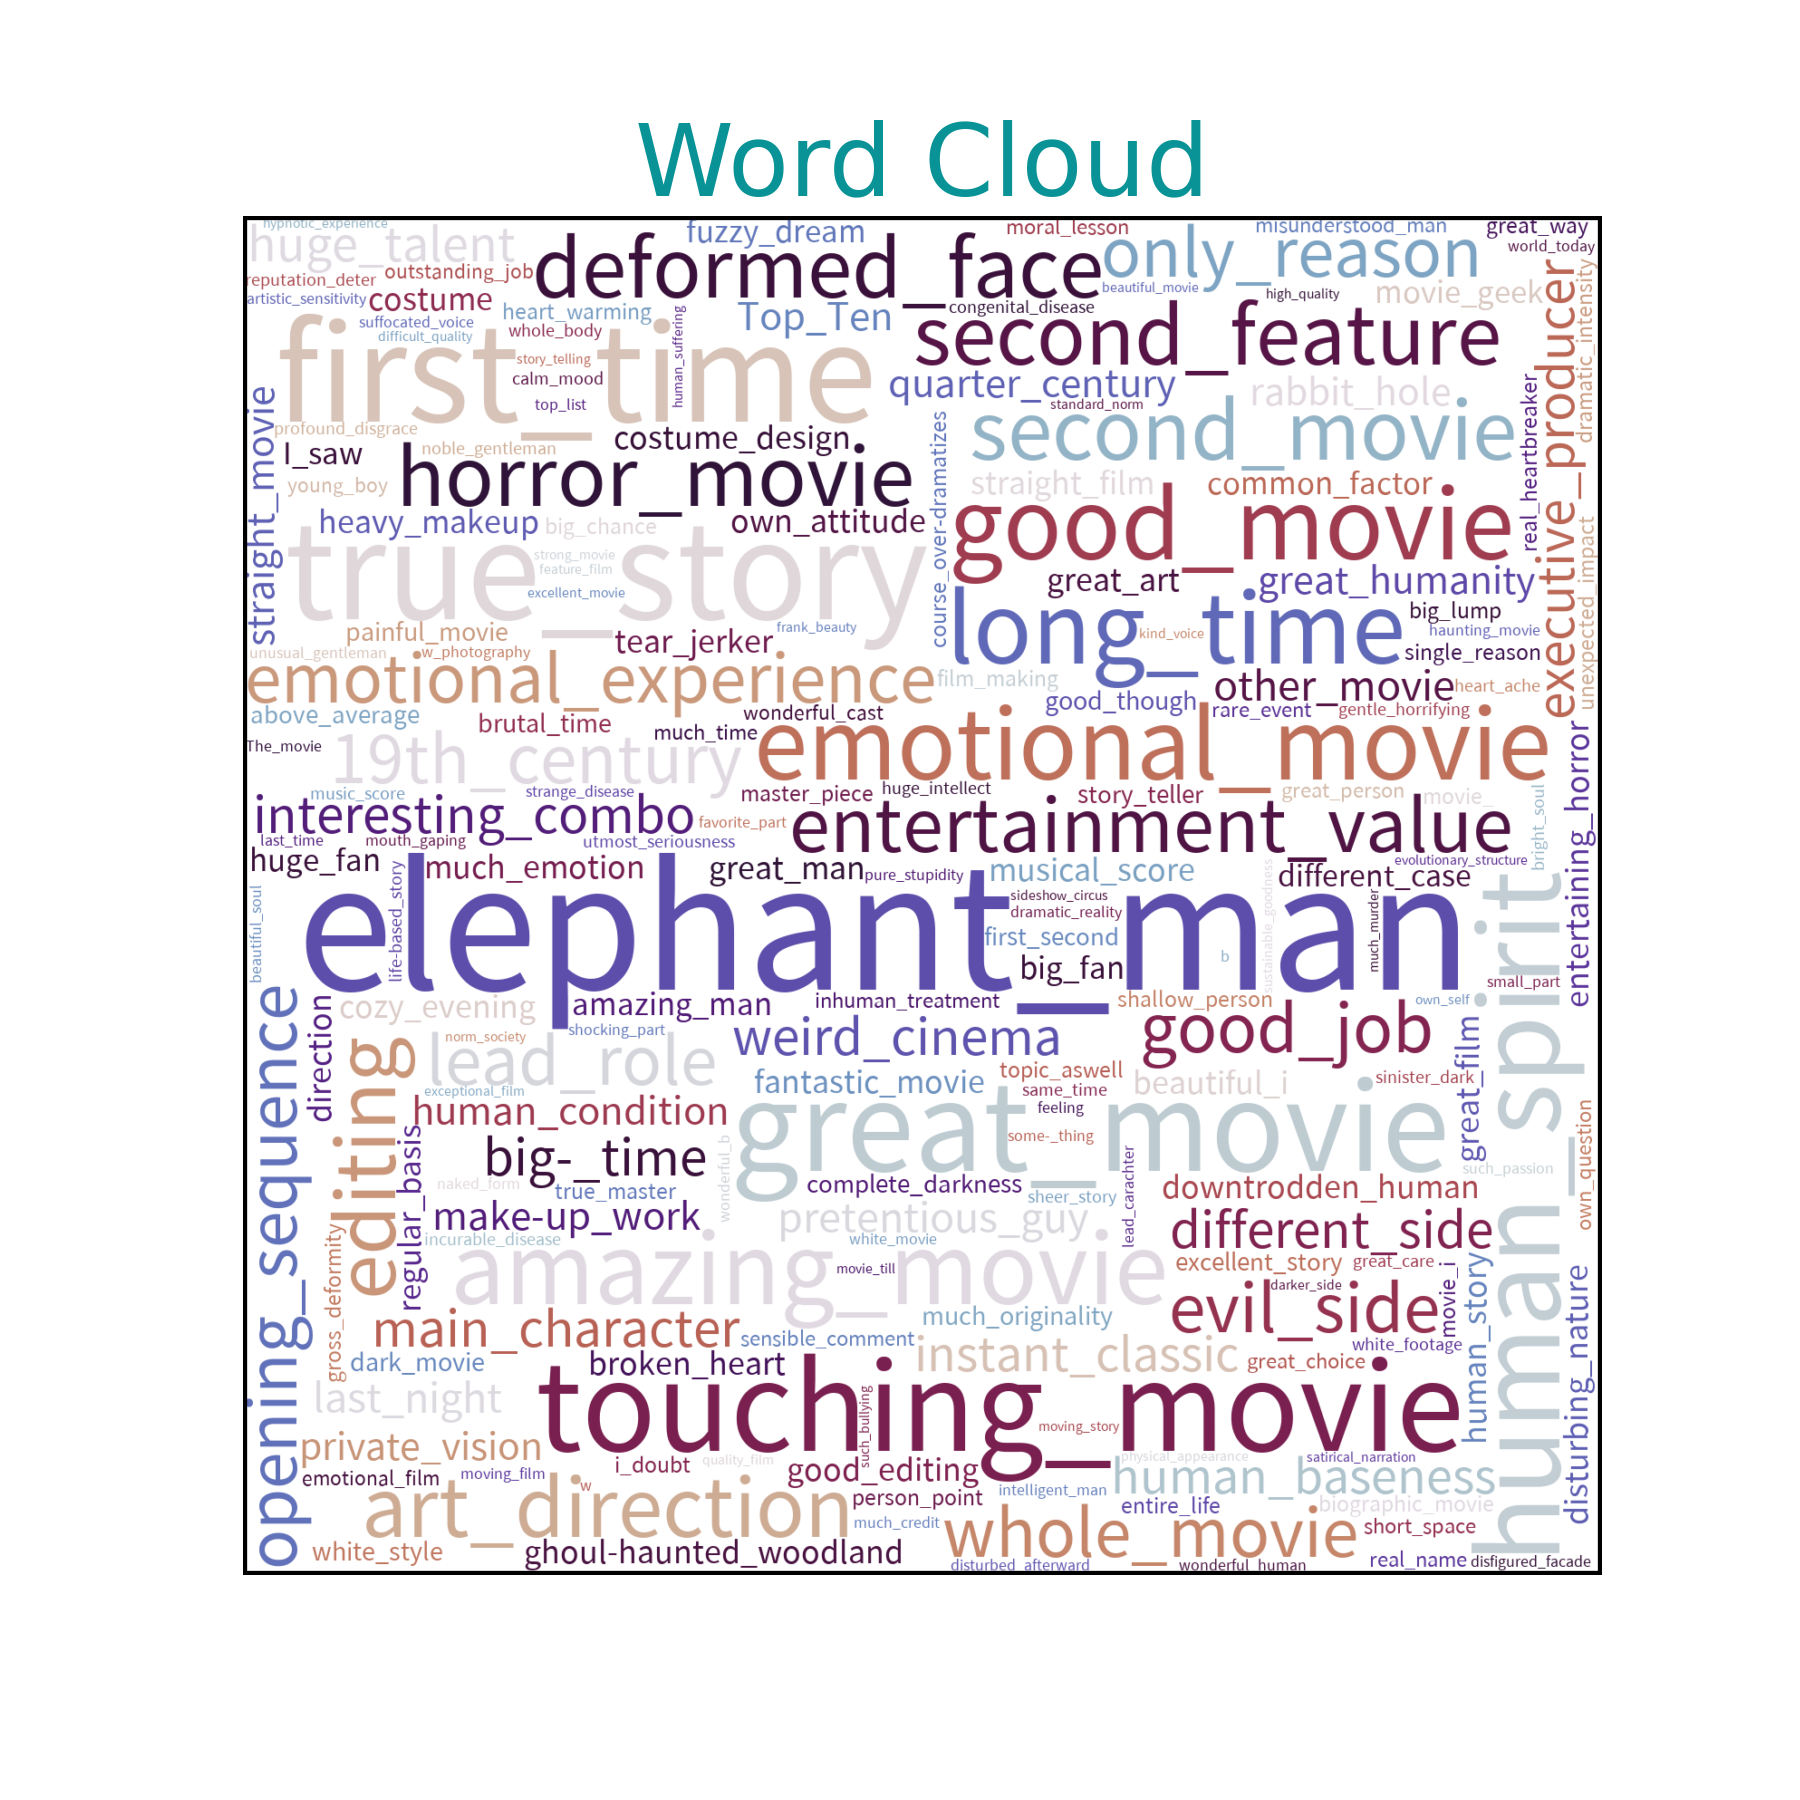 Word Cloud
hypnotic_experience
huge_talent
fuzzy_dream
moral_lesson
misunderstood_man
great_way
world_today
only_reason
deformed_face
outstanding_job
reputation_deter
artistic_sensitivity
costume
beautiful_movie
high_quality
movie_geek
heart_warming
Top_Ten
congenital_disease
suffocated_voice
whole_body
difficult_quality
first_time
second_feature
human_suffering
story_telling
calm_mood
top_list
quarter_century
rabbit_hole
standard_norm
executive_producer
dramatic_intensity
real_heartbreaker
straight_movie
profound_disgrace
I_saw
noble_gentleman
costume_design
second_movie
course_over-dramatizes
young_boy
horror_movie
straight_film
common_factor
heavy_makeup
big_chance
own_attitude
good_movie
unexpected_impact
true_story
strong_movie
feature_film
excellent_movie
great_art
great_humanity
long_time
big_lump
painful_movie
tear_jerker
frank_beauty
kind_voice
haunting_movie
unusual_gentleman
w_photography
single_reason
emotional_experience
film_making
other_movie
heart_ache
above_average
brutal_time
wonderful_cast
good_though
rare_event
gentle_horrifying
The_movie
much_time
19th_century
emotional_movie
entertaining_horror
music_score
strange_disease
master_piece
huge_intellect
story_teller
great_person
movie_
bright_soul
interesting_combo
favorite_part
entertainment_value
last_time
mouth_gaping
utmost_seriousness
huge_fan
much_emotion
great_man
pure_stupidity
musical_score
evolutionary_structure
different_case
life-based_story
beautiful_soul
elephant_man
sideshow_circus
dramatic_reality
first_second
big_fan
b
sustainable_goodness
much_murder
human_spirit
small_part
opening_sequence
direction
cozy_evening
amazing_man
inhuman_treatment
shallow_person
own_self
shocking_part
norm_society
weird_cinema
good_job
great_film
editing
lead_role
fantastic_movie
topic_aswell
beautiful_i
sinister_dark
exceptional_film
same_time
feeling
human_condition
great_movie
some-_thing
regular_basis
big-_time
wonderful_b
lead_carachter
such_passion
own_question
naked_form
true_master
complete_darkness
sheer_story
downtrodden_human
make-up_work
pretentious_guy
different_side
incurable_disease
white_movie
gross_deformity
amazing_movie
movie_till
excellent_story
great_care
movie_i
human_story
disturbing_nature
evil_side
darker_side
main_character
much_originality
sensible_comment
white_footage
dark_movie
broken_heart
instant_classic
great_choice
last_night
touching_movie
such_bullying
moving_story
private_vision
i_doubt
quality_film
physical_appearance
satirical_narration
emotional_film
moving_film
good_editing
human_baseness
w
art_direction
person_point
intelligent_man
entire_life
biographic_movie
much_credit
whole_movie
short_space
white_style
ghoul-haunted_woodland
disturbed_afterward
wonderful_human
real_name
disfigured_facade